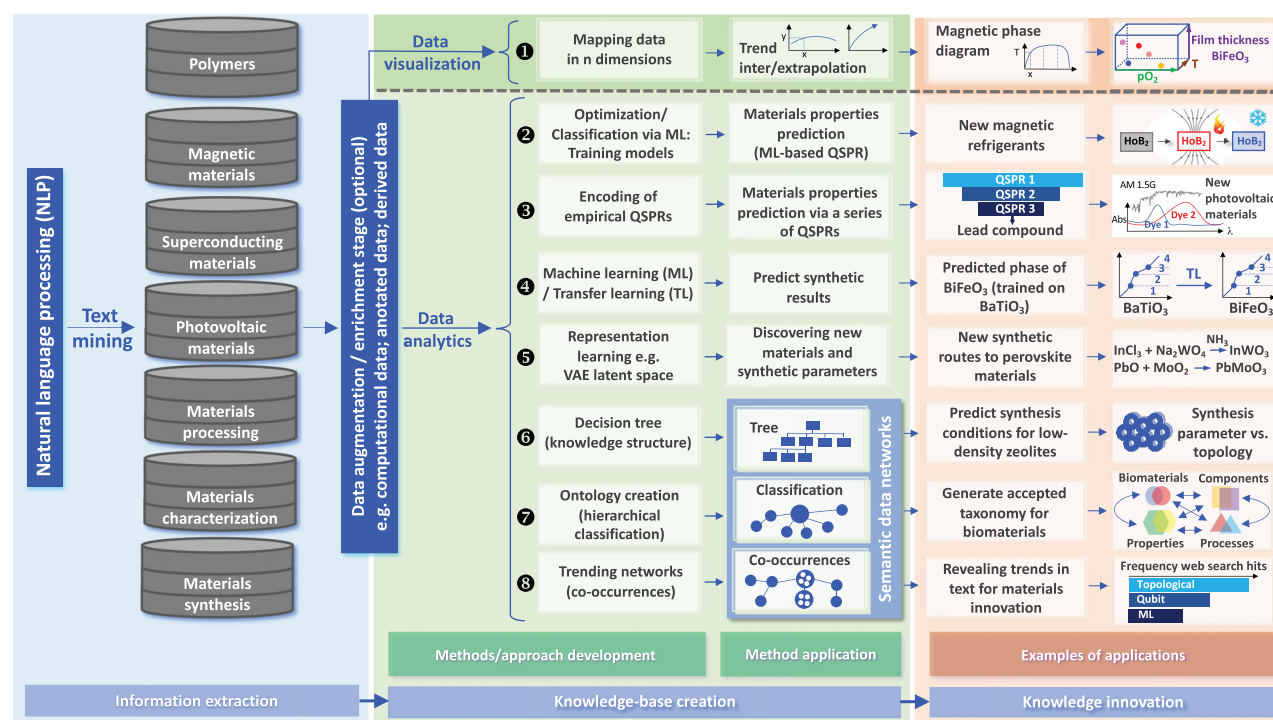 Natural language processing (NLP)
Text
mining
Polymers
Magnetic
materials
Superconducting
materials
Photovoltaic
materials
Materials
processing
Materials
characterization
Materials
synthesis
Data augmentation / enrichment stage (optional)
e.g. computational data; anotated data; derived data
Data
visualization
Data
analytics
❶
Mapping data
in n dimensions
Trend
inter/extrapolation
y
x
Magnetic phase
diagram
T
x
Film thickness
BiFeO3
T
pO2
❷
Optimization/
Classification via ML:
Training models
Materials properties
prediction
(ML-based QSPR)
New magnetic
refrigerants
HoB2
HoB2
HoB2
❸
Encoding of
empirical QSPRs
Materials properties
prediction via a series
of QSPRs
QSPR 1
QSPR 2
QSPR 3
Lead compound
AM 1.5G
New
photovoltaic
materials
Abs
Dye 1
Dye 2
λ
❹
Machine learning (ML)
/ Transfer learning (TL)
Predict synthetic
results
Predicted phase of
BiFeO3 (trained on
BaTiO3)
4
3
2
1
BaTiO3
TL
4
3
2
1
BiFeO3
❺
Representation
learning e.g.
VAE latent space
Discovering new
materials and
synthetic parameters
New synthetic
routes to perovskite
materials
NH3
InCl3 + Na2WO4 → InWO3
PbO + MoO2 → PbMoO3
❻
Decision tree
(knowledge structure)
Tree
Predict synthesis
conditions for low-
density zeolites
Synthesis
parameter vs.
topology
❼
Ontology creation
(hierarchical
classification)
Classification
Generate accepted
taxonomy for
biomaterials
Biomaterials
Components
Properties
Processes
❽
Trending networks
(co-occurrences)
Co-occurrences
Semantic data networks
Revealing trends in
text for materials
innovation
Frequency web search hits
Topological
Qubit
ML
Methods/approach development
Method application
Examples of applications
Information extraction
Knowledge-base creation
Knowledge innovation